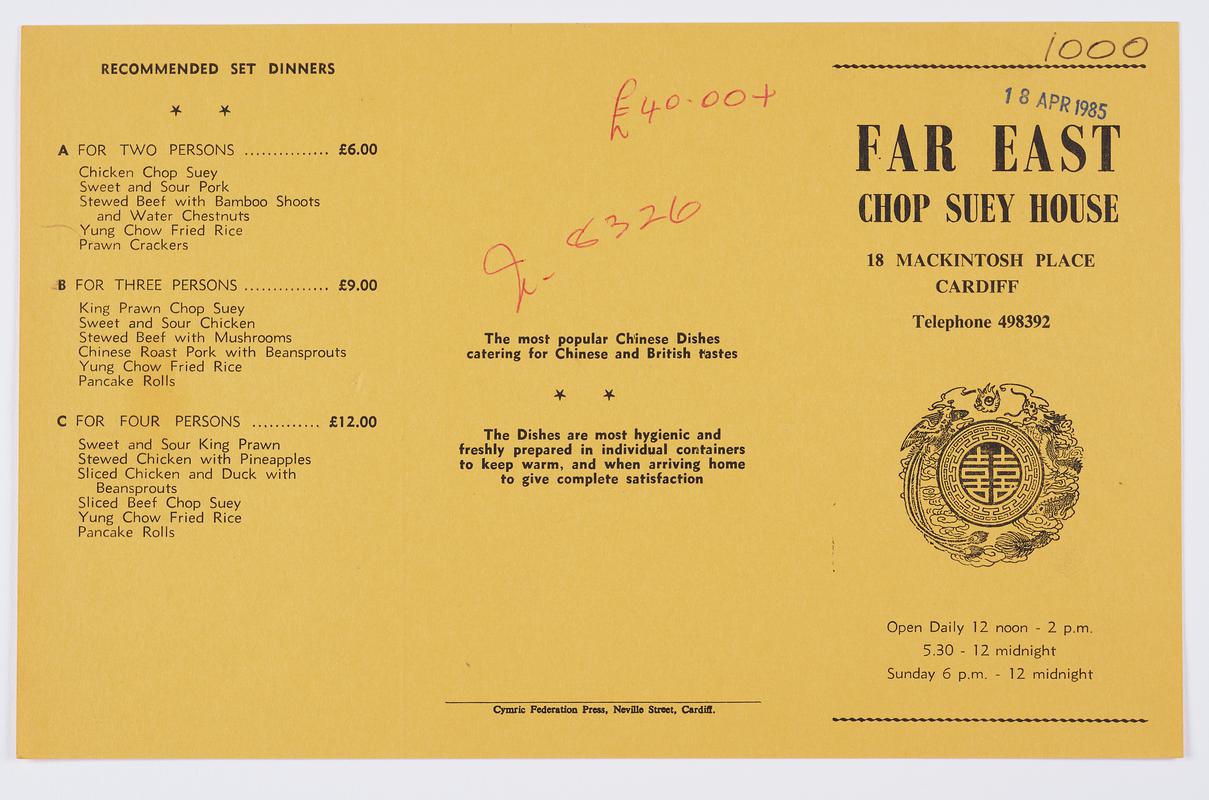 RECOMMENDED SET DINNERS
A FOR TWO PERSONS ............... £6.00
Chicken Chop Suey
Sweet and Sour Pork
Stewed Beef with Bamboo Shoots
and Water Chestnuts
Yung Chow Fried Rice
Prawn Crackers
B FOR THREE PERSONS ............... £9.00
King Prawn Chop Suey
Sweet and Sour Chicken
Stewed Beef with Mushrooms
Chinese Roast Pork with Beansprouts
Yung Chow Fried Rice
Pancake Rolls
C FOR FOUR PERSONS ............ £12.00
Sweet and Sour King Prawn
Stewed Chicken with Pineapples
Sliced Chicken and Duck with
Beansprouts
Sliced Beef Chop Suey
Yung Chow Fried Rice
Pancake Rolls
£40.00+
6326
The most popular Chinese Dishes
catering for Chinese and British tastes
The Dishes are most hygienic and
freshly prepared in individual containers
to keep warm, and when arriving home
to give complete satisfaction
Cymric Federation Press, Neville Street, Cardiff.
1000
18 APR 1985
FAR EAST
CHOP SUEY HOUSE
18 MACKINTOSH PLACE
CARDIFF
Telephone 498392
Open Daily 12 noon - 2 p.m.
5.30 - 12 midnight
Sunday 6 p.m. - 12 midnight